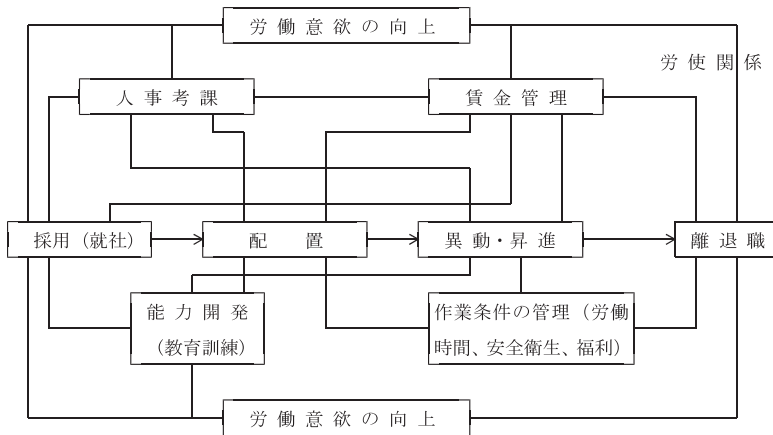 労働意欲の向上
労使関係
人事考課
賃金管理
採用（就社）
配置
異動・昇進
離退職
能力開発
（教育訓練）
作業条件の管理（労働
時間、安全衛生、福利）
労働意欲の向上